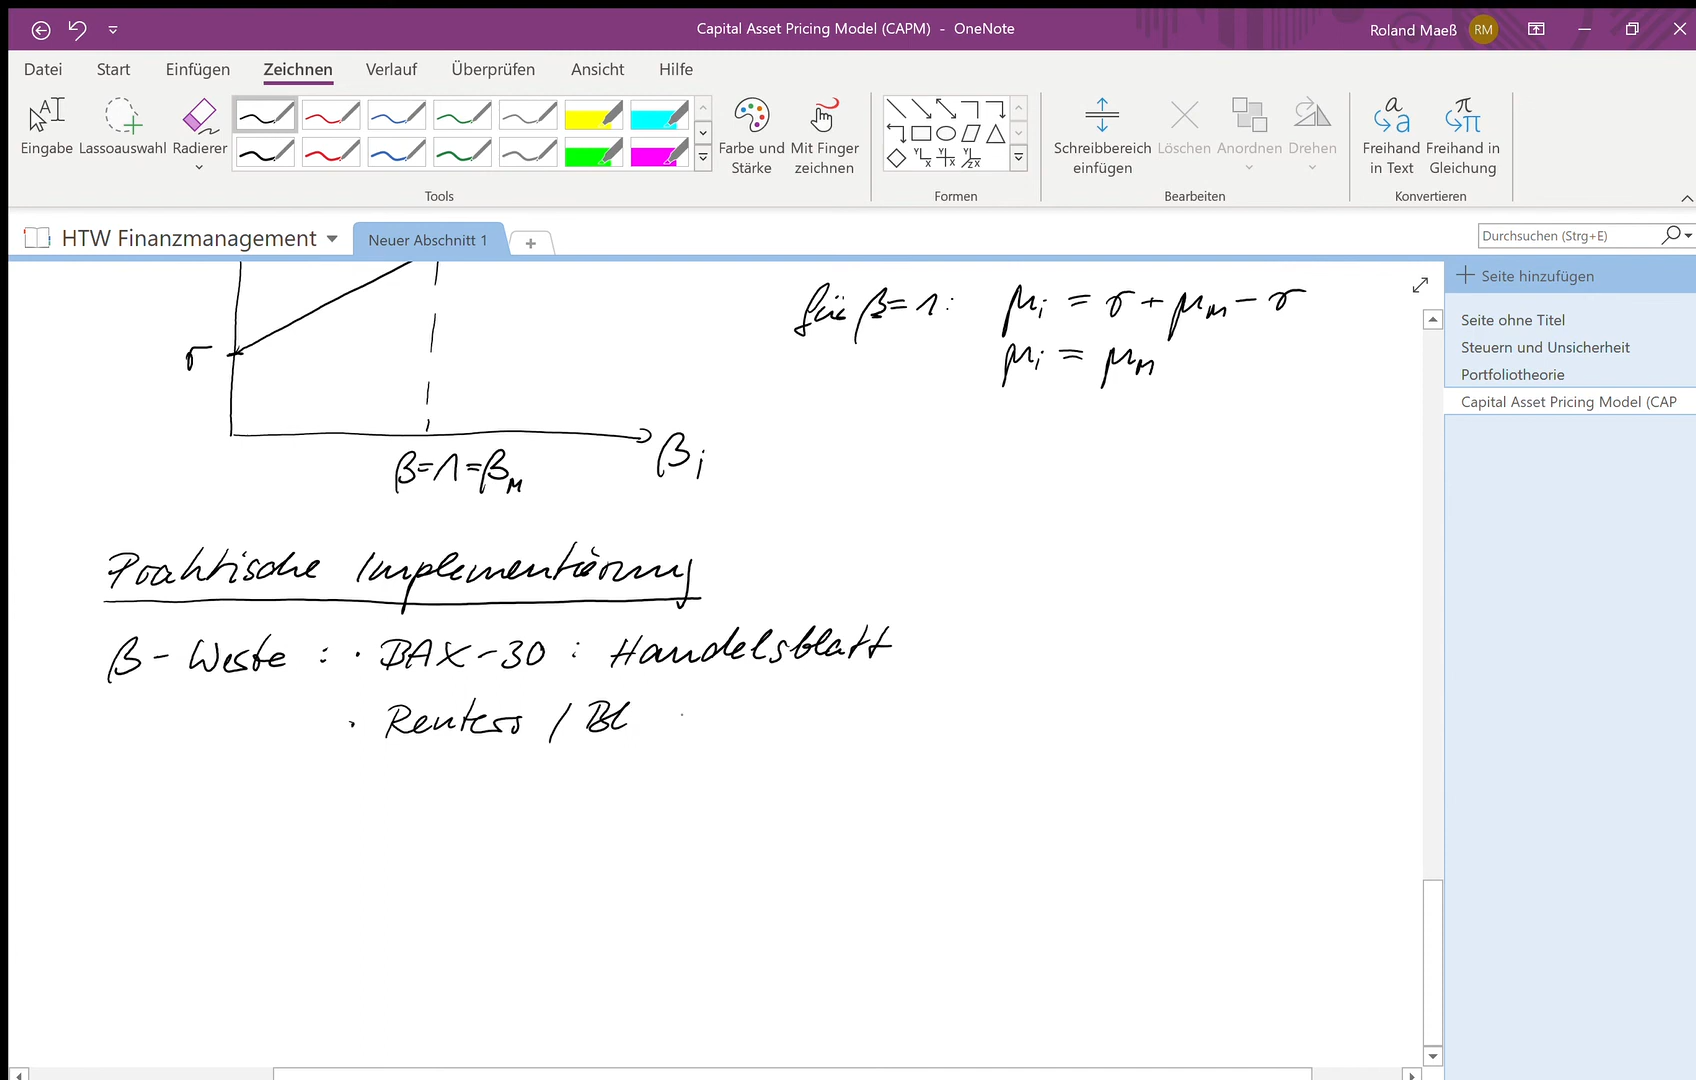 Capital Asset Pricing Model (CAPM) - OneNote
Roland Maeß RM
Datei Start Einfügen Zeichnen Verlauf Überprüfen Ansicht Hilfe
Eingabe Lassoauswahl Radierer
Farbe und Stärke
Mit Finger zeichnen
Schreibbereich einfügen
Löschen Anordnen Drehen
Freihand in Text
Freihand in Gleichung
Tools Formen Bearbeiten Konvertieren
HTW Finanzmanagement
Neuer Abschnitt 1
Durchsuchen (Strg+E)
Seite hinzufügen
Seite ohne Titel
Steuern und Unsicherheit
Portfoliotheorie
Capital Asset Pricing Model (CAP
für β=1: μi = r + μM - r
μi = μM
r
βi
β=1=βM
Praktische Implementierung
β-Werte : · DAX-30 : Handelsblatt
· Reuters / Bl